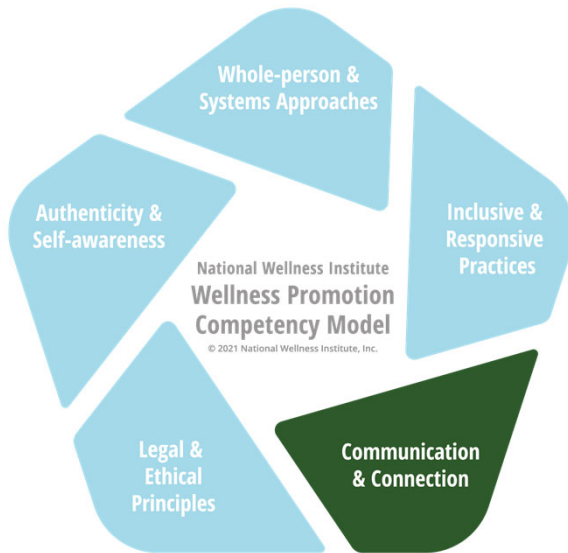 Whole-person &
Systems Approaches
Authenticity &
Self-awareness
Inclusive &
Responsive
Practices
National Wellness Institute
Wellness Promotion
Competency Model
© 2021 National Wellness Institute, Inc.
Legal &
Ethical
Principles
Communication
& Connection